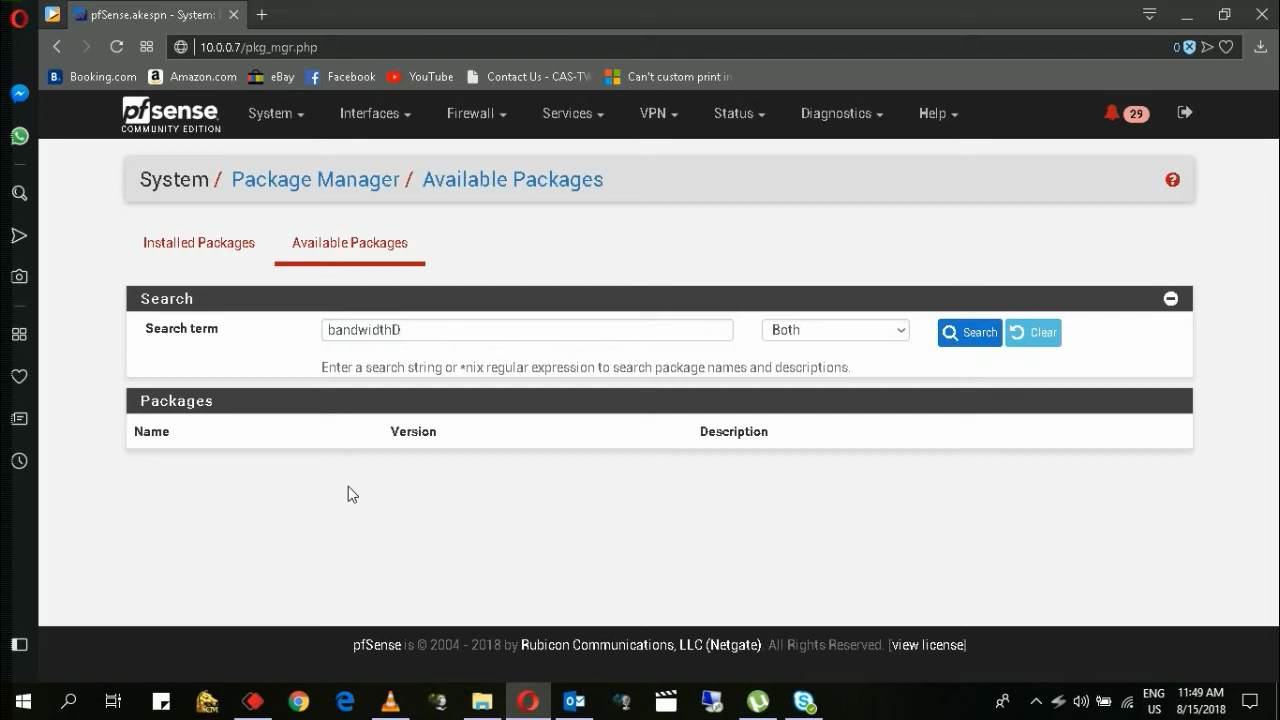 pfSense.akespn - System:
10.0.0.7/pkg_mgr.php
0
B. Booking.com a Amazon.com eBay Facebook YouTube Contact Us - CAS-TW Can't custom print in
pfsense
COMMUNITY EDITION
System Interfaces Firewall Services VPN Status Diagnostics Help 29
System / Package Manager / Available Packages
Installed Packages Available Packages
Search
Search term bandwidthD Both Search Clear
Enter a search string or *nix regular expression to search package names and descriptions.
Packages
Name Version Description
pfSense is © 2004 - 2018 by Rubicon Communications, LLC (Netgate). All Rights Reserved. [view license]
ENG 11:49 AM
US 8/15/2018